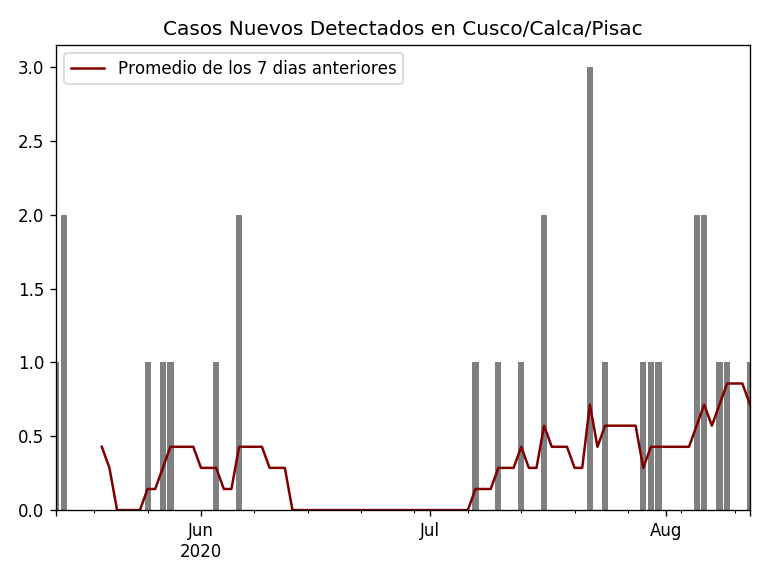 Casos Nuevos Detectados en Cusco/Calca/Pisac
Promedio de los 7 dias anteriores
3.0
2.5
2.0
1.5
1.0
0.5
0.0
Jun
2020
Jul
Aug